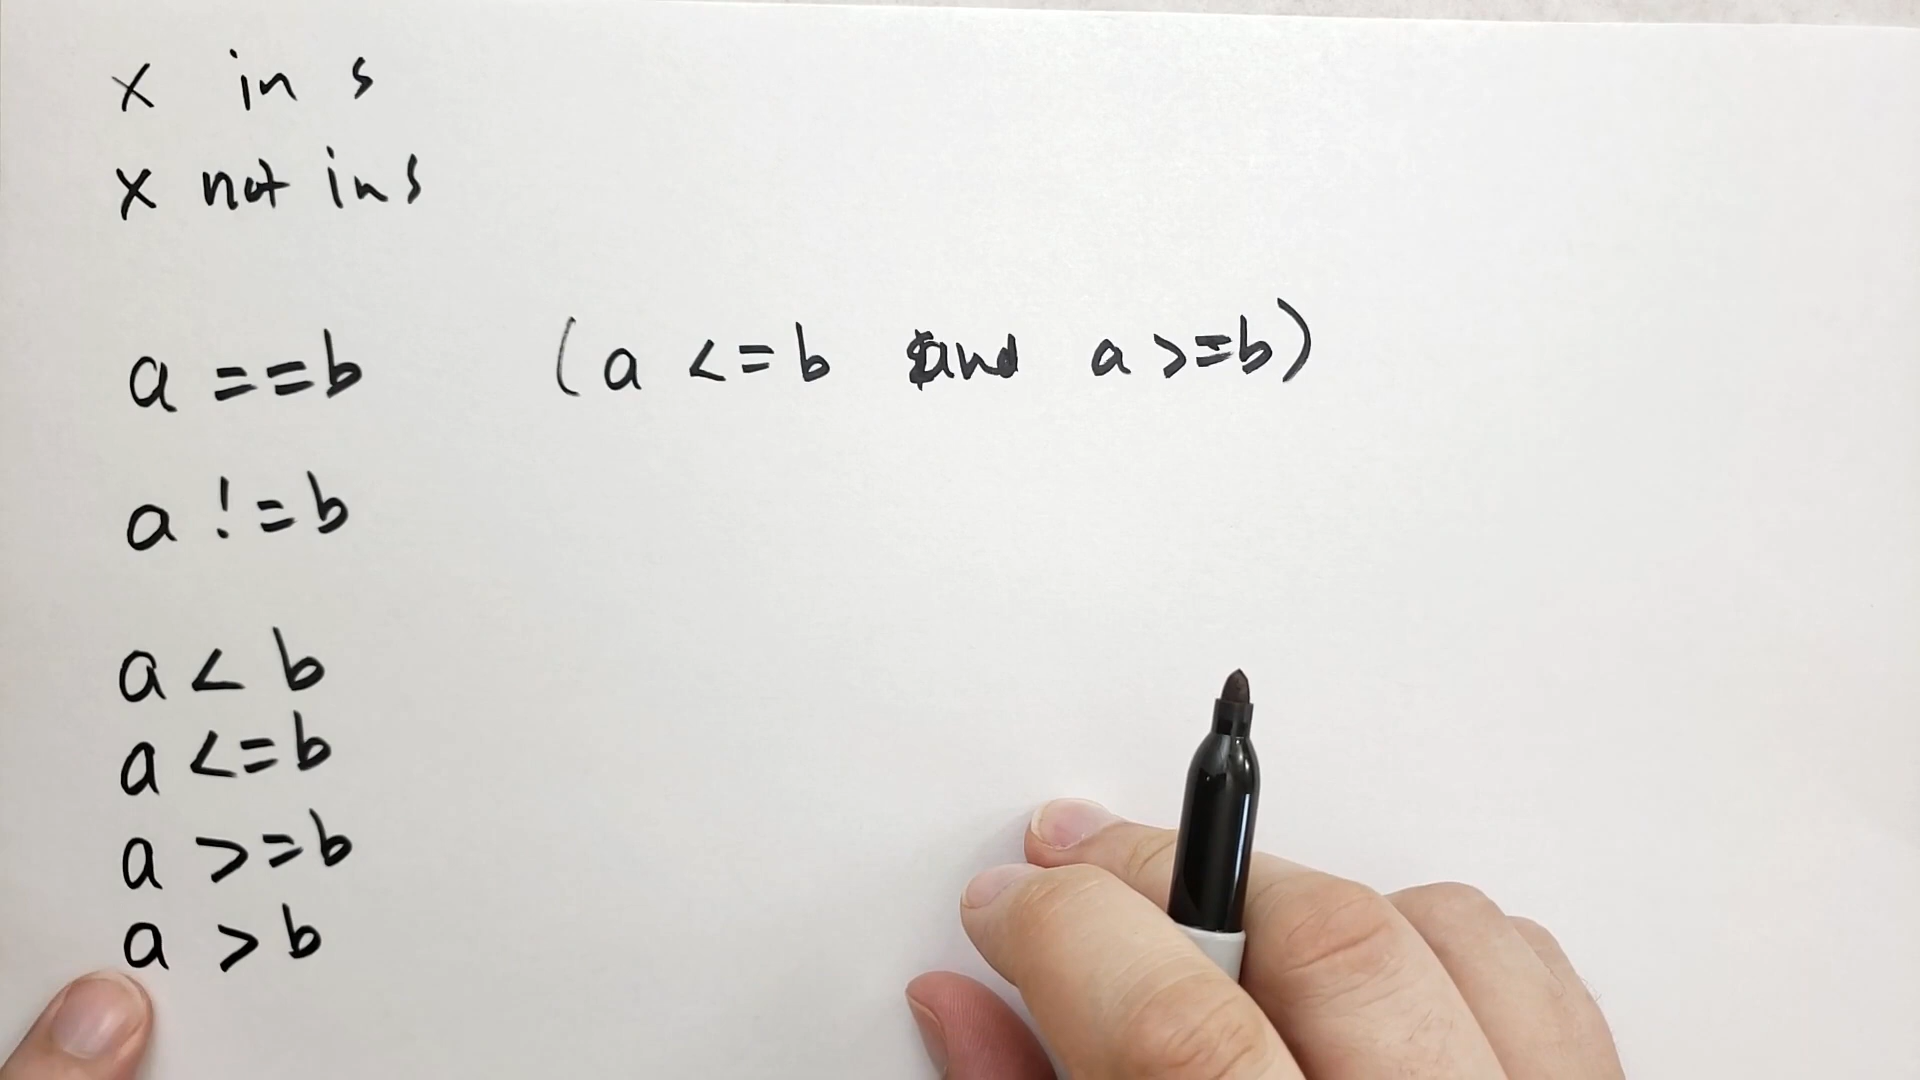 x in s
x not in s
a == b (a <= b and a >= b)
a != b
a < b
a <= b
a >= b
a > b